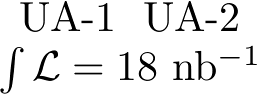 UA-1 UA-2
∫ℒ = 18 nb⁻¹